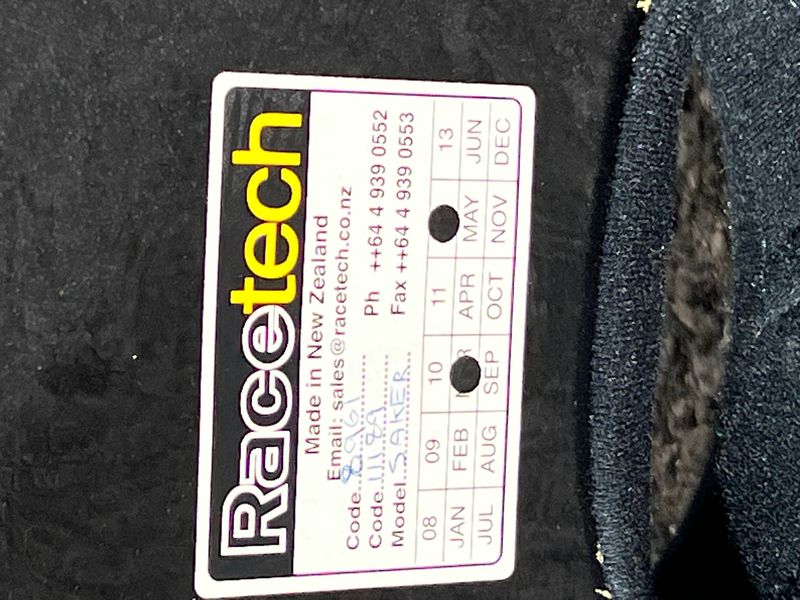 Racetech
Made in New Zealand
Email: sales@racetech.co.nz
Code 8961 Ph ++64 4 939 0552
Code 11189 Fax ++64 4 939 0553
Model SAKER
08 09 10 11 13
JAN FEB APR MAY JUN
JUL AUG SEP OCT NOV DEC